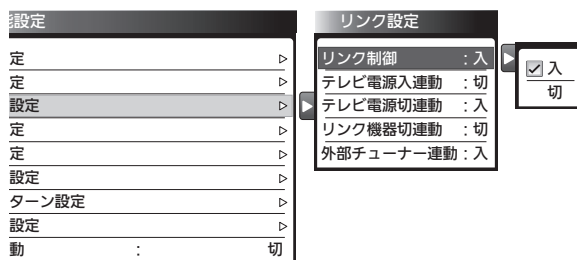 設定
定 ▷
定 ▷
設定 ▷
定 ▷
定 ▷
設定 ▷
ターン設定 ▷
設定 ▷
動 : 切
リンク設定
リンク制御 : 入
テレビ電源入連動 : 切
テレビ電源切連動 : 入
リンク機器切連動 : 切
外部チューナー連動 : 入
入
切